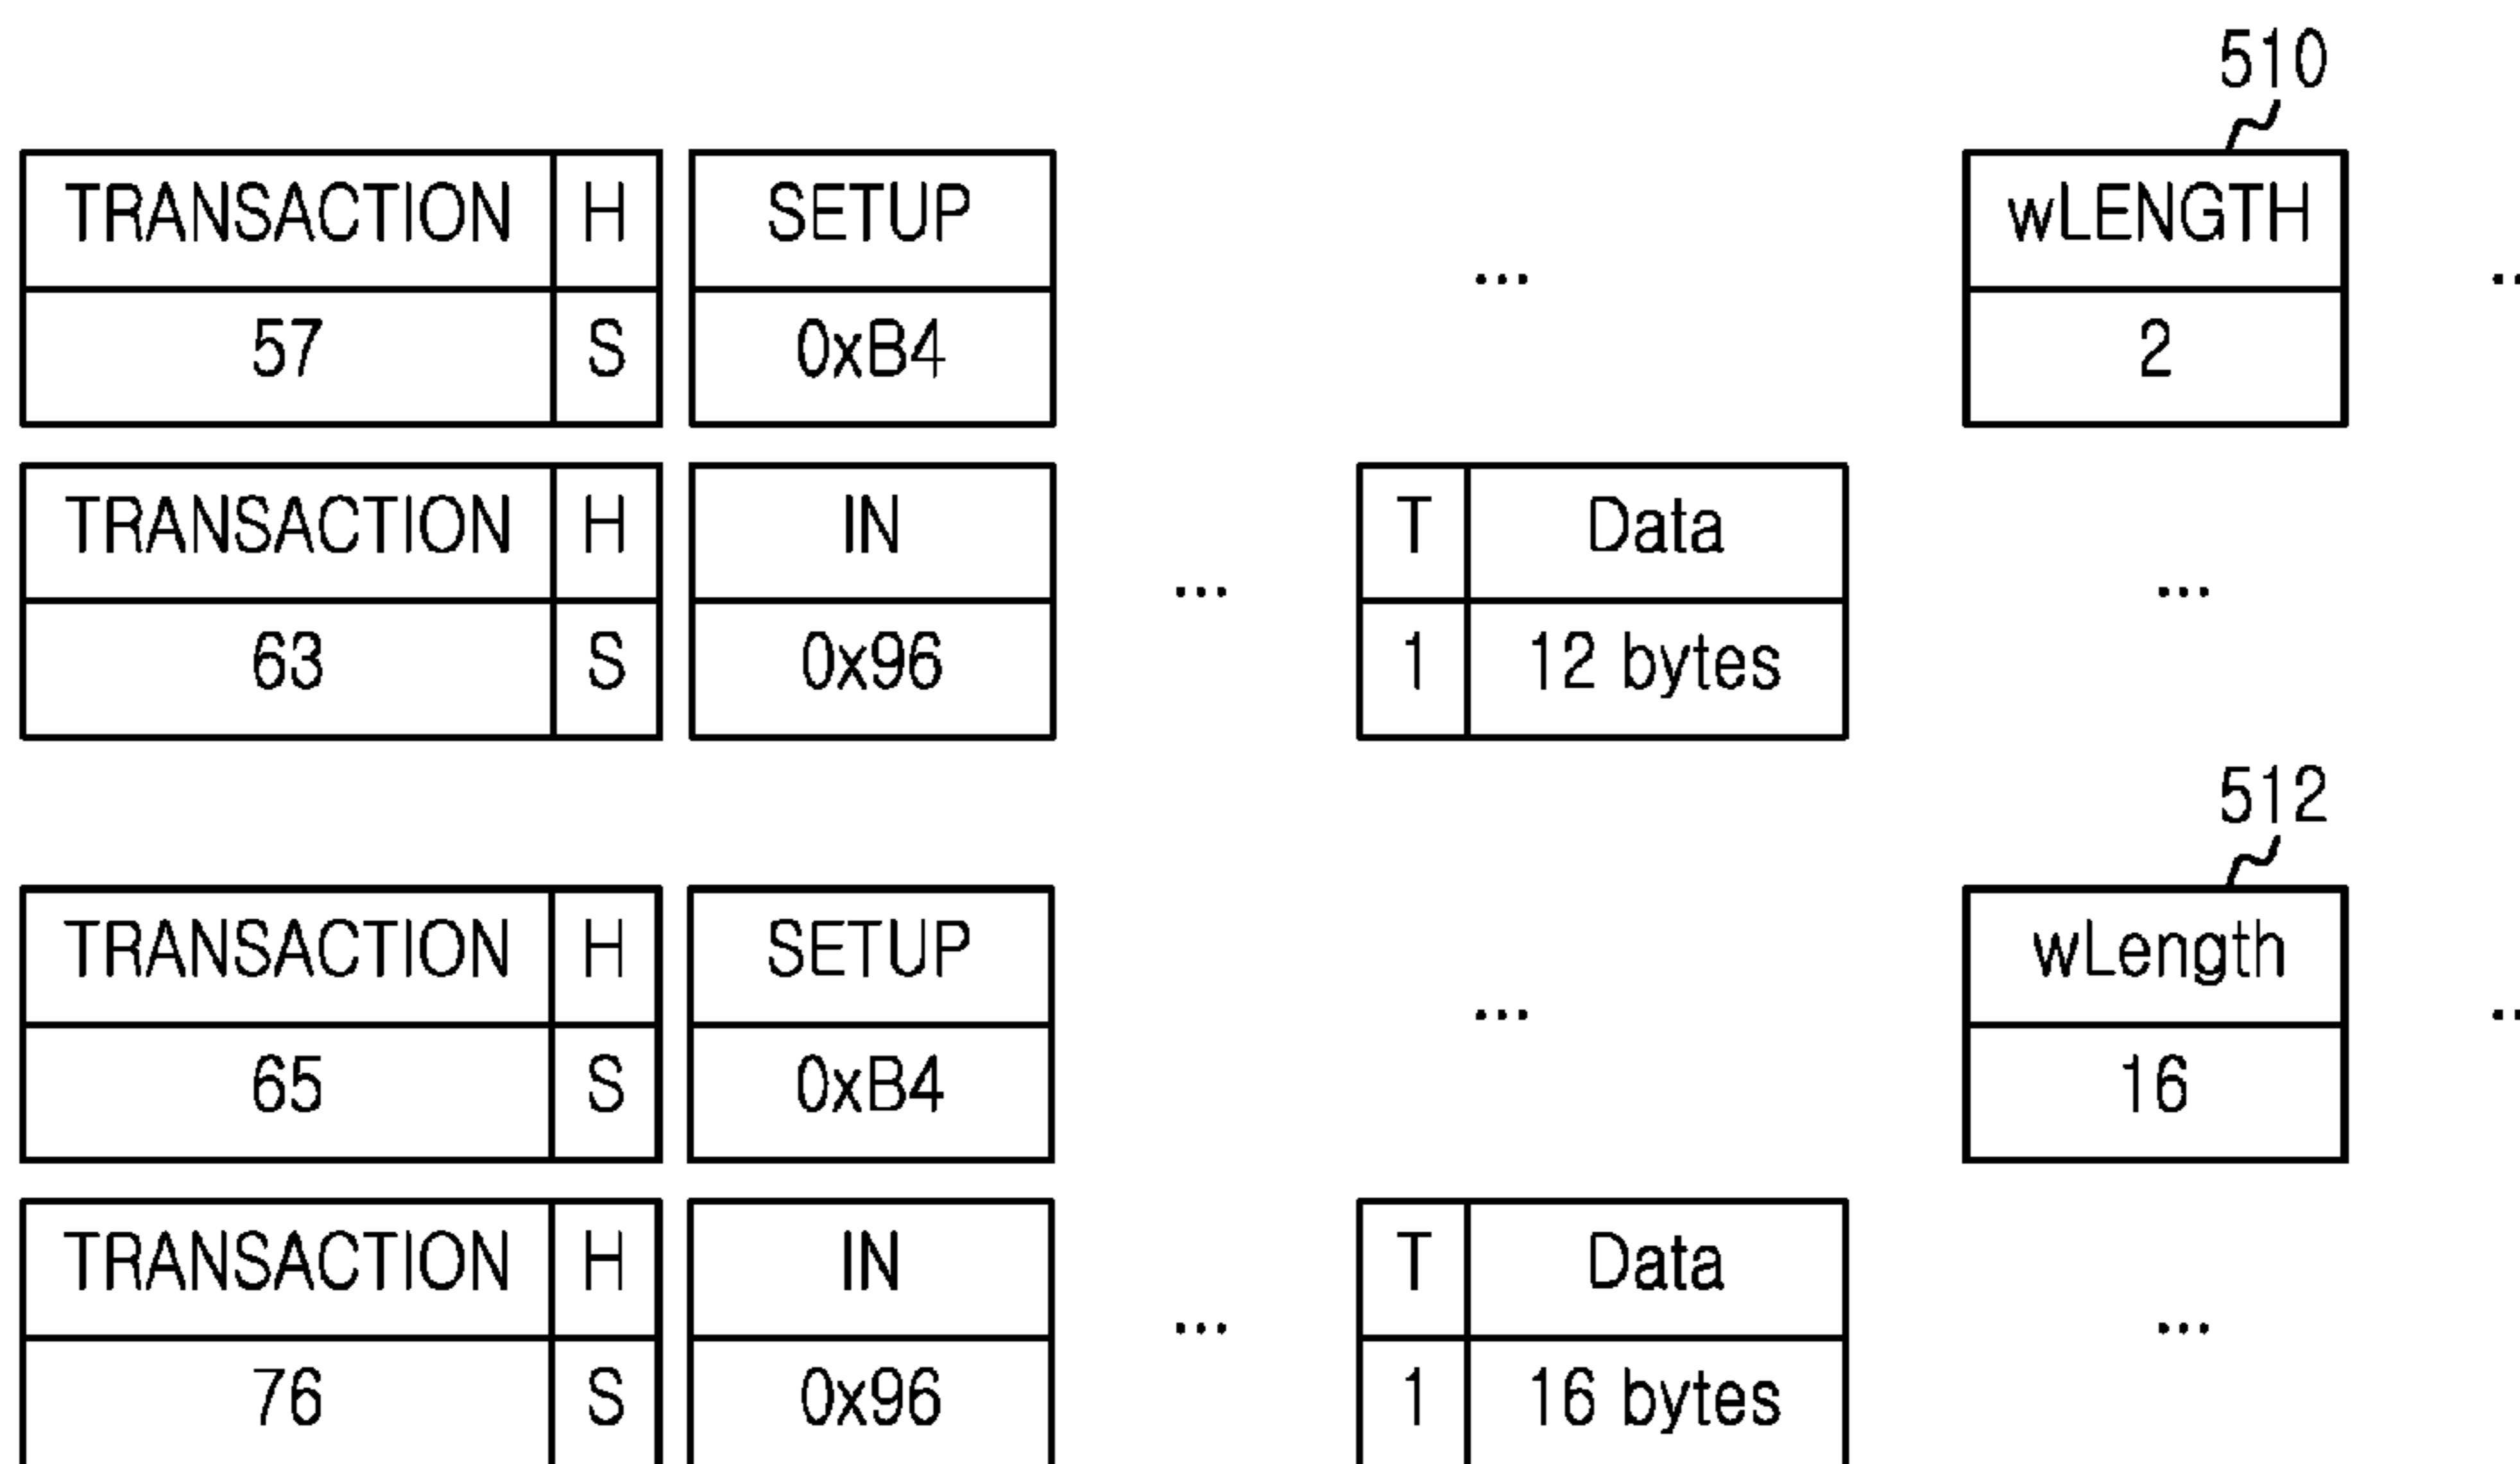 510
TRANSACTION H SETUP wLENGTH
... ..
57 S 0xB4 2
TRANSACTION H IN T Data
... ...
63 S 0x96 1 12 bytes
512
TRANSACTION H SETUP wLength
... ..
65 S 0xB4 16
TRANSACTION H IN T Data
... ...
76 S 0x96 1 16 bytes